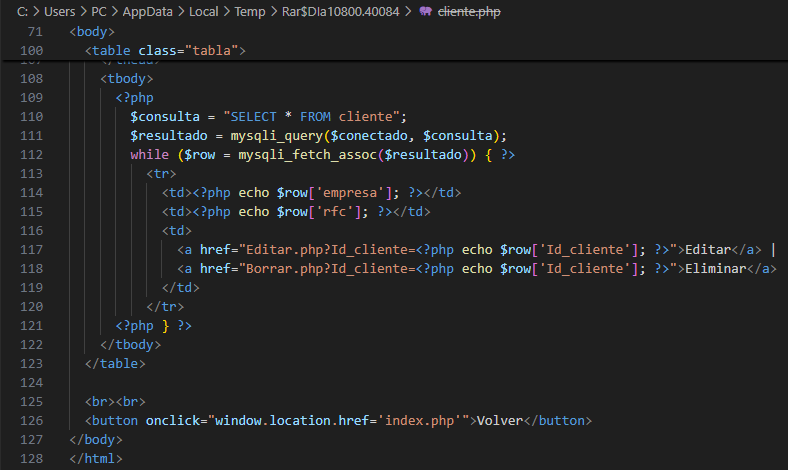 C: > Users > PC > AppData > Local > Temp > Rar$DIa10800.40084 > cliente.php
71 <body>
100 <table class="tabla">
107 </thead>
108 <tbody>
109 <?php
110 $consulta = "SELECT * FROM cliente";
111 $resultado = mysqli_query($conectado, $consulta);
112 while ($row = mysqli_fetch_assoc($resultado)) { ?>
113 <tr>
114 <td><?php echo $row['empresa']; ?></td>
115 <td><?php echo $row['rfc']; ?></td>
116 <td>
117 <a href="Editar.php?Id_cliente=<?php echo $row['Id_cliente']; ?>">Editar</a> |
118 <a href="Borrar.php?Id_cliente=<?php echo $row['Id_cliente']; ?>">Eliminar</a>
119 </td>
120 </tr>
121 <?php } ?>
122 </tbody>
123 </table>
124
125 <br><br>
126 <button onclick="window.location.href='index.php'">Volver</button>
127 </body>
128 </html>